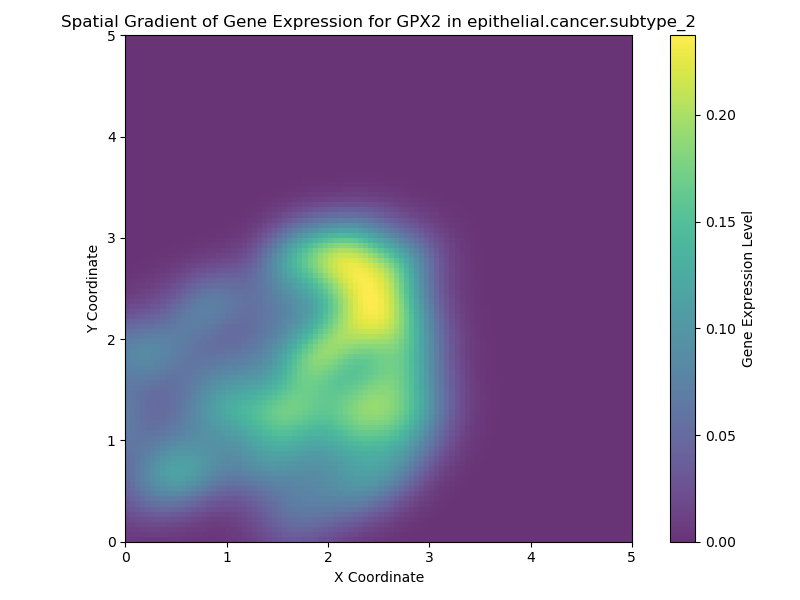 Spatial Gradient of Gene Expression for GPX2 in epithelial.cancer.subtype_2
5
4
3
2
1
0
Y Coordinate
0 1 2 3 4 5
X Coordinate
0.20
0.15
0.10
0.05
0.00
Gene Expression Level